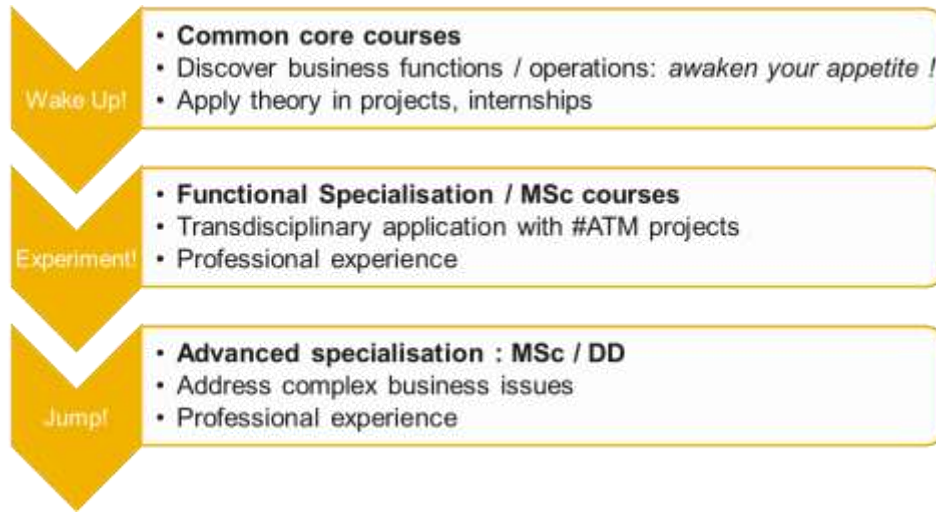 Wake Up!
• Common core courses
• Discover business functions / operations: awaken your appetite !
• Apply theory in projects, internships
Experiment!
• Functional Specialisation / MSc courses
• Transdisciplinary application with #ATM projects
• Professional experience
Jump!
• Advanced specialisation : MSc / DD
• Address complex business issues
• Professional experience